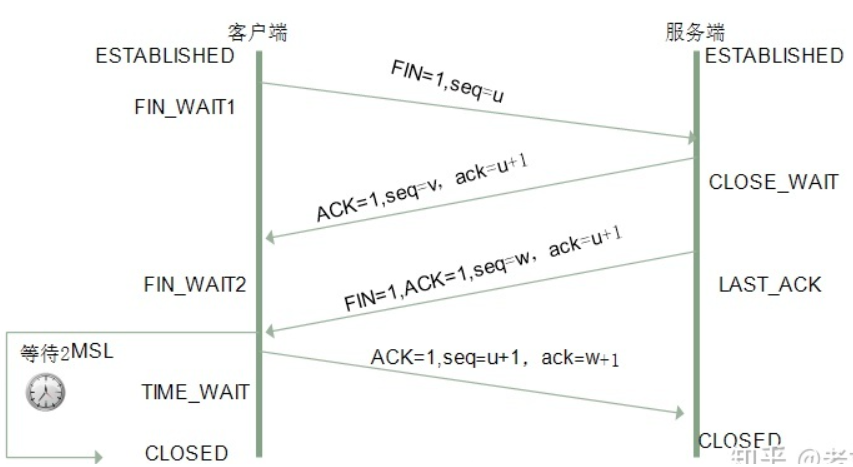 客户端
服务端
ESTABLISHED
ESTABLISHED
FIN=1,seq=u
FIN_WAIT1
ACK=1,seq=v，ack=u+1
CLOSE_WAIT
FIN=1,ACK=1,seq=w，ack=u+1
FIN_WAIT2
LAST_ACK
等待2MSL
ACK=1,seq=u+1，ack=w+1
TIME_WAIT
CLOSED
CLOSED
知乎 @老